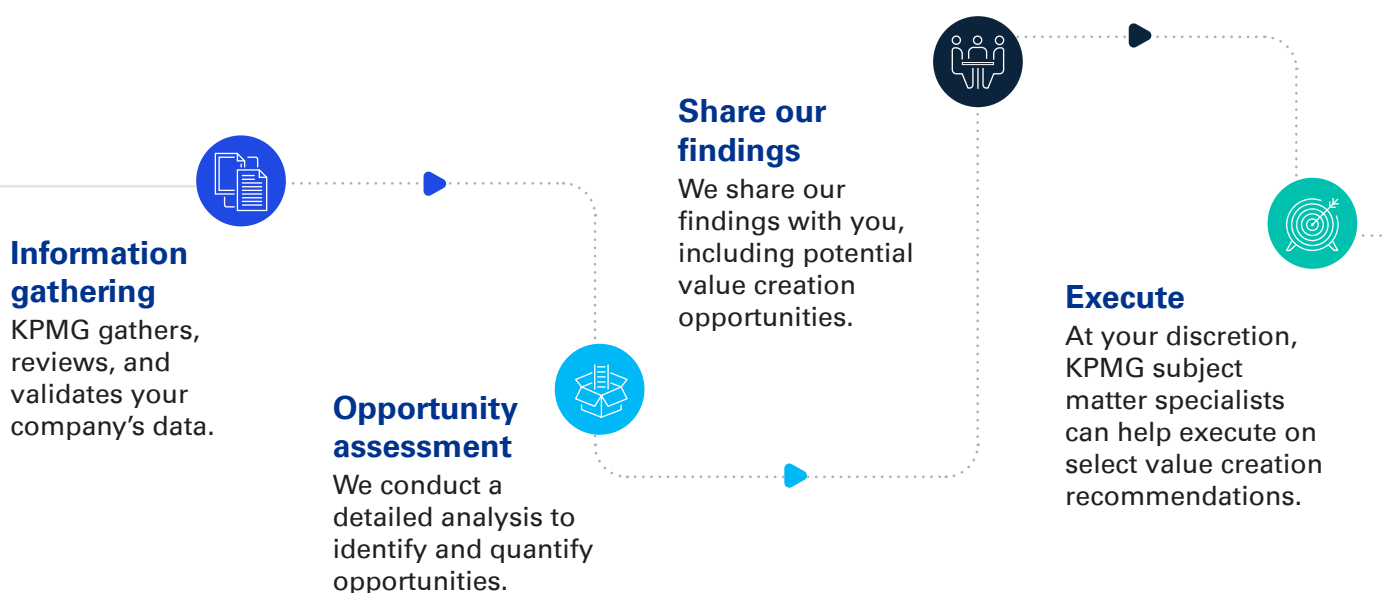 Information
gathering
KPMG gathers,
reviews, and
validates your
company's data.
Opportunity
assessment
We conduct a
detailed analysis to
identify and quantify
opportunities.
Share our
findings
We share our
findings with you,
including potential
value creation
opportunities.
Execute
At your discretion,
KPMG subject
matter specialists
can help execute on
select value creation
recommendations.